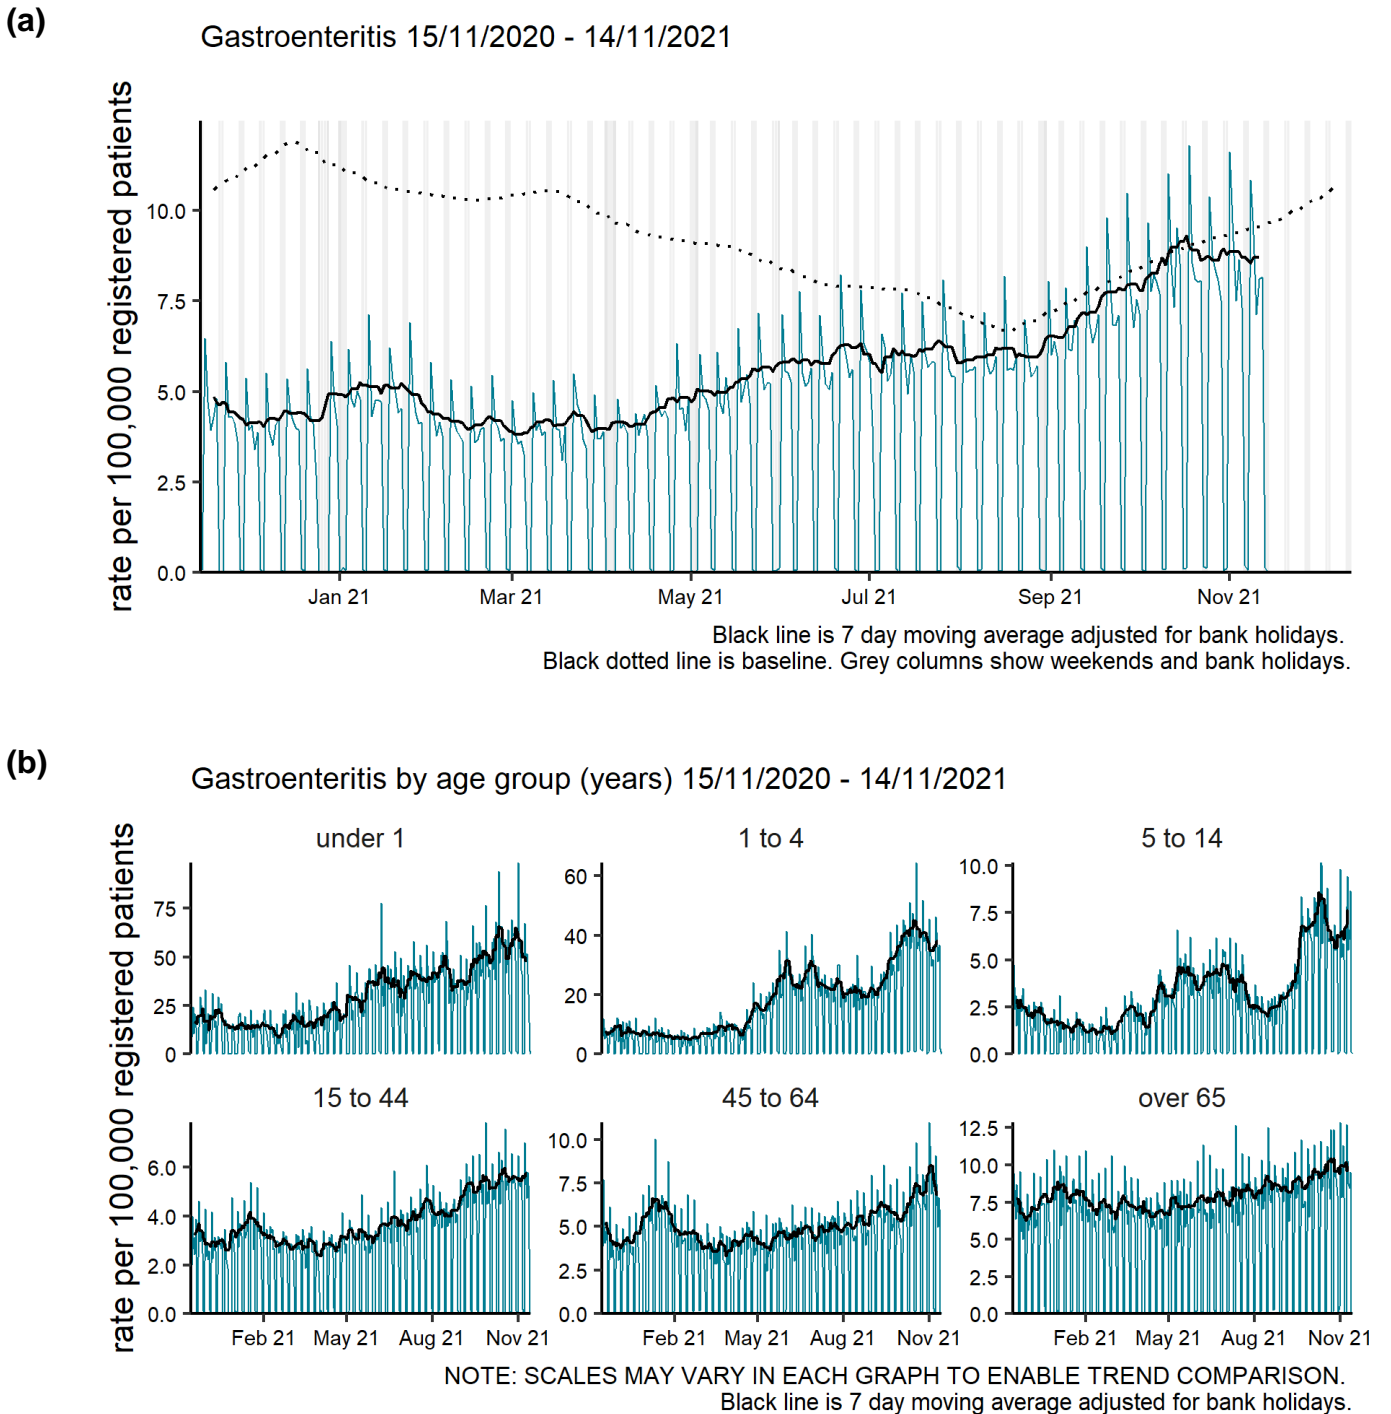 (a)
Gastroenteritis 15/11/2020 - 14/11/2021
rate per 100,000 registered patients
10.0
7.5
5.0
2.5
0.0
Jan 21 Mar 21 May 21 Jul 21 Sep 21 Nov 21
Black line is 7 day moving average adjusted for bank holidays.
Black dotted line is baseline. Grey columns show weekends and bank holidays.
(b)
Gastroenteritis by age group (years) 15/11/2020 - 14/11/2021
rate per 100,000 registered patients
under 1
75
50
25
0
1 to 4
60
40
20
0
5 to 14
10.0
7.5
5.0
2.5
0.0
15 to 44
6.0
4.0
2.0
0.0
Feb 21 May 21 Aug 21 Nov 21
45 to 64
10.0
7.5
5.0
2.5
0.0
Feb 21 May 21 Aug 21 Nov 21
over 65
12.5
10.0
7.5
5.0
2.5
0.0
Feb 21 May 21 Aug 21 Nov 21
NOTE: SCALES MAY VARY IN EACH GRAPH TO ENABLE TREND COMPARISON.
Black line is 7 day moving average adjusted for bank holidays.